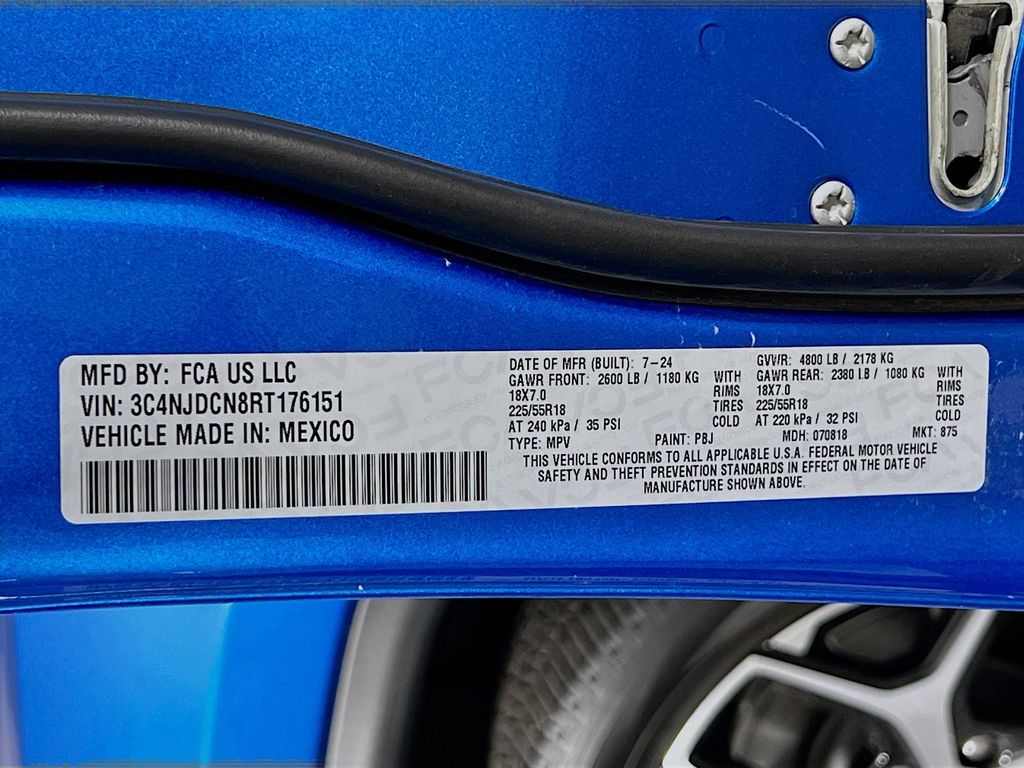 MFD BY: FCA US LLC
VIN: 3C4NJDCN8RT176151
VEHICLE MADE IN: MEXICO
DATE OF MFR (BUILT): 7-24
GAWR FRONT: 2600 LB / 1180 KG WITH
18X7.0 RIMS
225/55R18 TIRES
AT 240 kPa / 35 PSI COLD
GVWR: 4800 LB / 2178 KG
GAWR REAR: 2380 LB / 1080 KG WITH
18X7.0 RIMS
225/55R18 TIRES
AT 220 kPa / 32 PSI COLD
TYPE: MPV PAINT: PBJ MDH: 070818 MKT: 875
THIS VEHICLE CONFORMS TO ALL APPLICABLE U.S.A. FEDERAL MOTOR VEHICLE
SAFETY AND THEFT PREVENTION STANDARDS IN EFFECT ON THE DATE OF
MANUFACTURE SHOWN ABOVE.